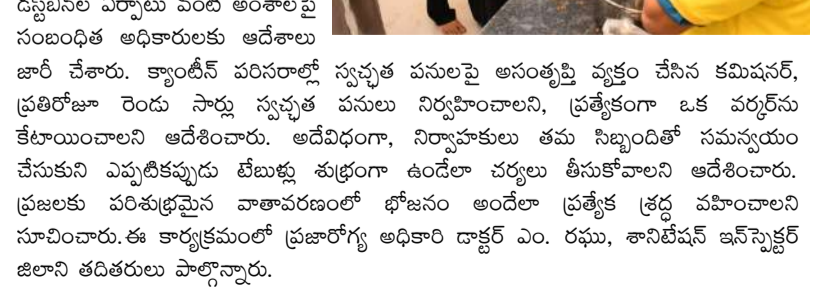 డస్ట్‌బిన్‌ల ఏర్పాటు వంటి అంశాలపై
సంబంధిత అధికారులకు ఆదేశాలు
జారీ చేశారు. క్యాంటీన్ పరిసరాల్లో స్వచ్ఛత పనులపై అసంతృప్తి వ్యక్తం చేసిన కమిషనర్,
ప్రతిరోజూ రెండు సార్లు స్వచ్ఛత పనులు నిర్వహించాలని, ప్రత్యేకంగా ఒక వర్కర్‌ను
కేటాయించాలని ఆదేశించారు. అదేవిధంగా, నిర్వాహకులు తమ సిబ్బందితో సమన్వయం
చేసుకుని ఎప్పటికప్పుడు టేబుళ్లు శుభ్రంగా ఉండేలా చర్యలు తీసుకోవాలని ఆదేశించారు.
ప్రజలకు పరిశుభ్రమైన వాతావరణంలో భోజనం అందేలా ప్రత్యేక శ్రద్ధ వహించాలని
సూచించారు.ఈ కార్యక్రమంలో ప్రజారోగ్య అధికారి డాక్టర్ ఎం. రఘు, శానిటేషన్ ఇన్‌స్పెక్టర్
జిలాని తదితరులు పాల్గొన్నారు.